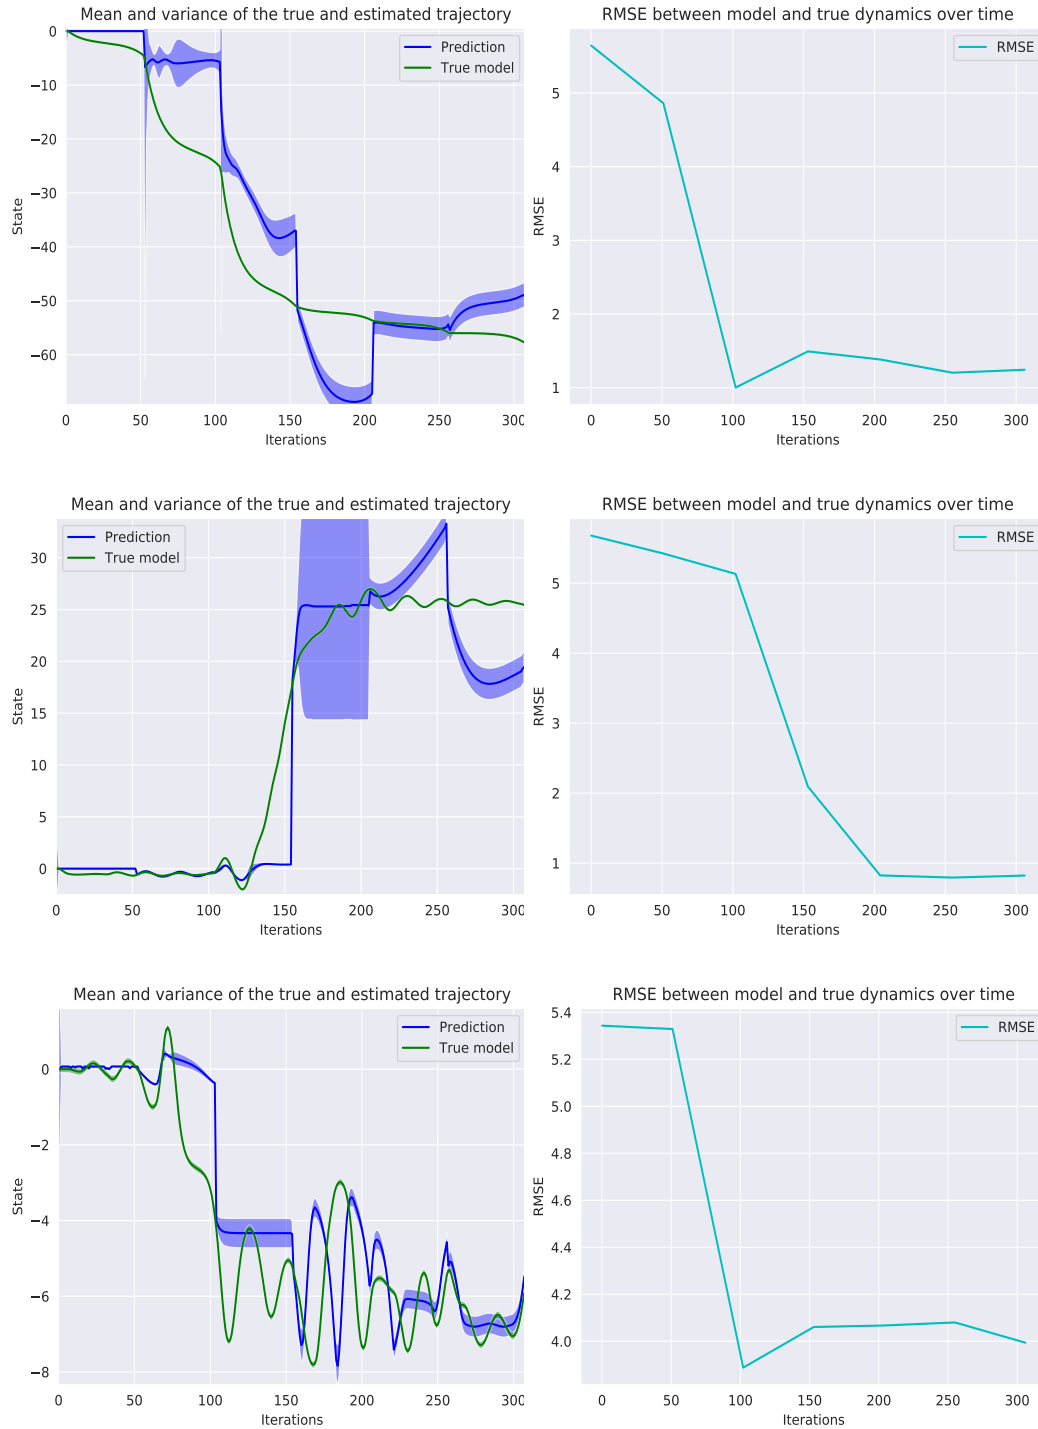 Mean and variance of the true and estimated trajectory
RMSE between model and true dynamics over time
Prediction
True model
RMSE
0
−10
−20
−30
−40
−50
−60
State
0 50 100 150 200 250 300
Iterations
5
4
3
2
1
RMSE
0 50 100 150 200 250 300
Iterations
Mean and variance of the true and estimated trajectory
RMSE between model and true dynamics over time
Prediction
True model
RMSE
30
25
20
15
10
5
0
State
0 50 100 150 200 250 300
Iterations
5
4
3
2
1
RMSE
0 50 100 150 200 250 300
Iterations
Mean and variance of the true and estimated trajectory
RMSE between model and true dynamics over time
Prediction
True model
RMSE
0
−2
−4
−6
−8
State
0 50 100 150 200 250 300
Iterations
5.4
5.2
5.0
4.8
4.6
4.4
4.2
4.0
RMSE
0 50 100 150 200 250 300
Iterations